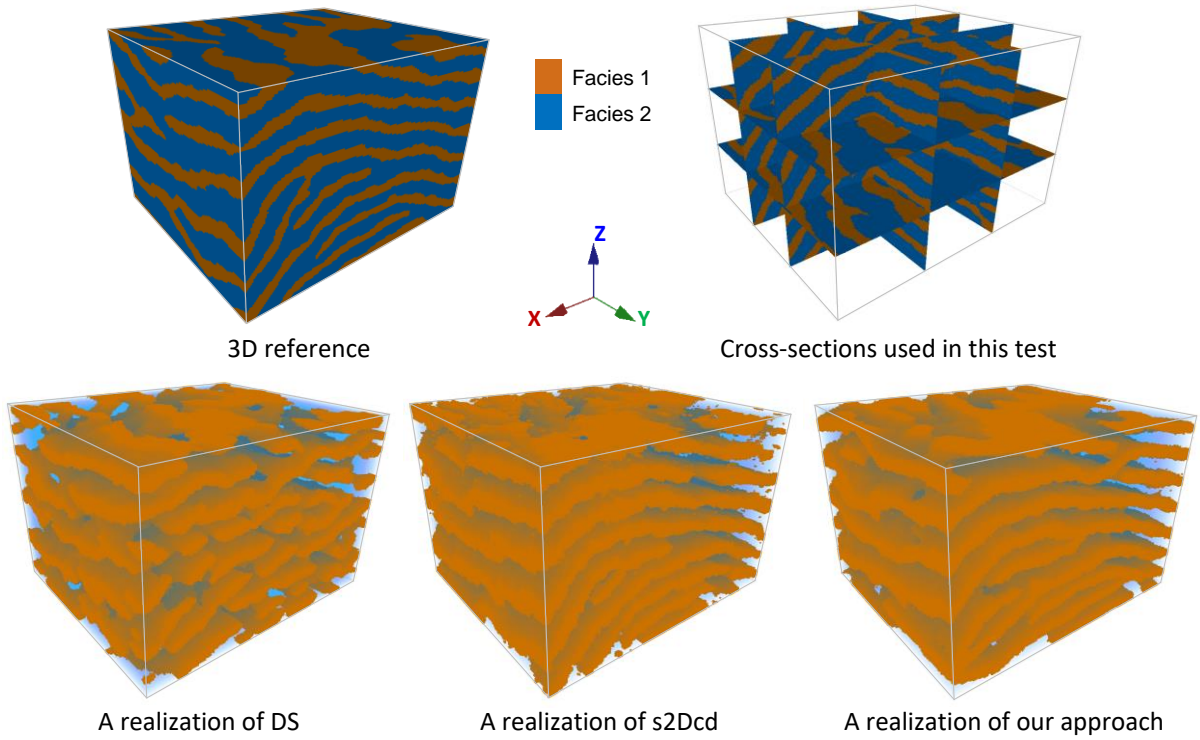 Facies 1
Facies 2
Z
X
Y
3D reference
Cross-sections used in this test
A realization of DS
A realization of s2Dcd
A realization of our approach